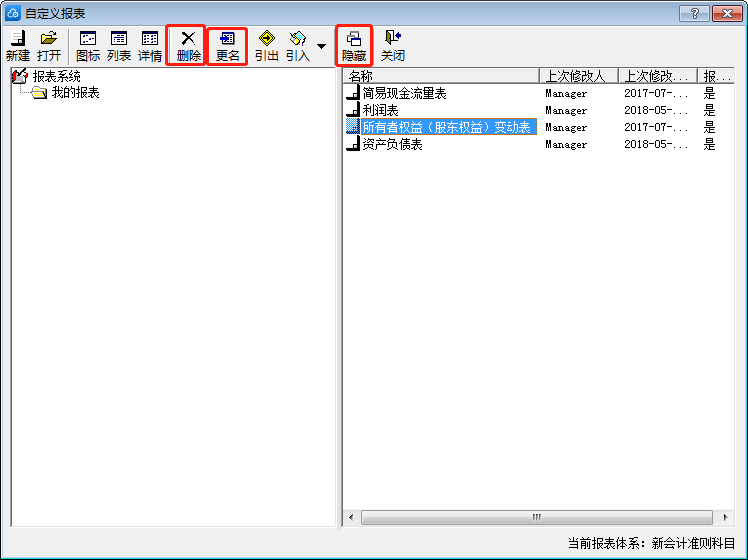 自定义报表
新建 打开 图标 列表 详情 删除 更名 引出 引入 隐藏 关闭
报表系统
我的报表
名称 上次修改人 上次修改... 报...
简易现金流量表 Manager 2017-07-... 是
利润表 Manager 2018-05-... 是
所有者权益（股东权益）变动表 Manager 2017-07-... 是
资产负债表 Manager 2018-05-... 是
当前报表体系：新会计准则科目